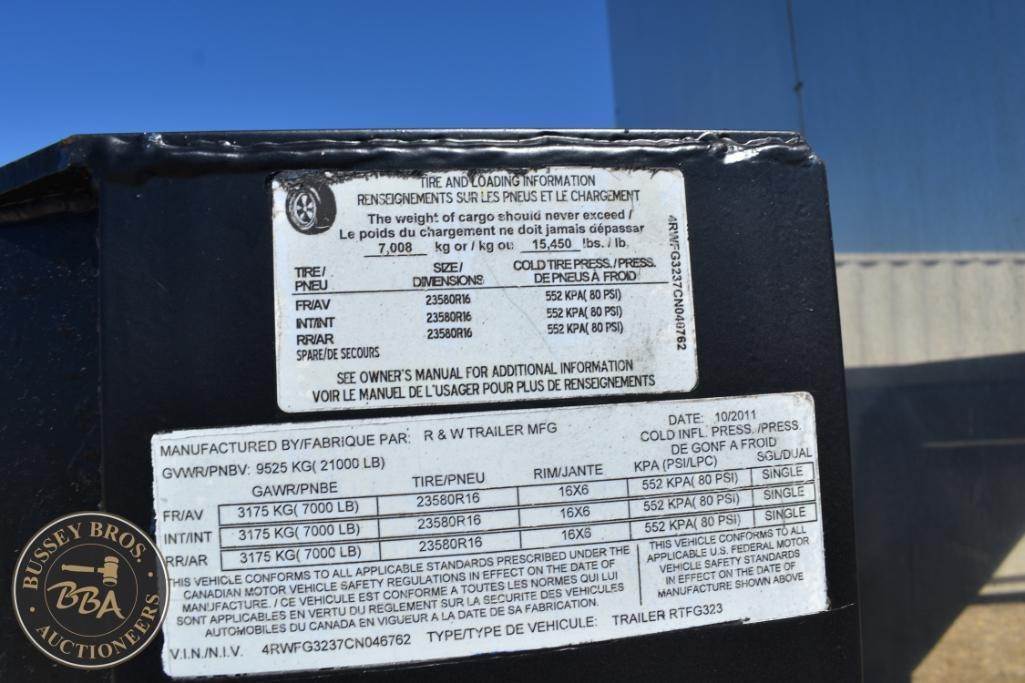 TIRE AND LOADING INFORMATION
RENSEIGNEMENTS SUR LES PNEUS ET LE CHARGEMENT
The weight of cargo should never exceed /
Le poids du chargement ne doit jamais dépassar
7,008 kg or / kg ou 15,450 lbs. / lb.
TIRE/ SIZE/ COLD TIRE PRESS. / PRESS.
PNEU DIMENSIONS DE PNEUS À FROID
FR/AV 23580R16 552 KPA( 80 PSI)
INT/INT 23580R16 552 KPA( 80 PSI)
RR/AR 23580R16 552 KPA( 80 PSI)
SPARE/DE SECOURS
SEE OWNER'S MANUAL FOR ADDITIONAL INFORMATION
VOIR LE MANUEL DE L'USAGER POUR PLUS DE RENSEIGNEMENTS
4RWFG3237CN046762
MANUFACTURED BY/FABRIQUE PAR: R & W TRAILER MFG DATE: 10/2011
GVWR/PNBV: 9525 KG( 21000 LB) COLD INFL. PRESS. /PRESS.
DE GONF A FROID
GAWR/PNBE TIRE/PNEU RIM/JANTE KPA (PSI/LPC) SGL/DUAL
FR/AV 3175 KG( 7000 LB) 23580R16 16X6 552 KPA( 80 PSI) SINGLE
INT/INT 3175 KG( 7000 LB) 23580R16 16X6 552 KPA( 80 PSI) SINGLE
RR/AR 3175 KG( 7000 LB) 23580R16 16X6 552 KPA( 80 PSI) SINGLE
THIS VEHICLE CONFORMS TO ALL APPLICABLE STANDARDS PRESCRIBED UNDER THE
CANADIAN MOTOR VEHICLE SAFETY REGULATIONS IN EFFECT ON THE DATE OF
MANUFACTURE. / CE VEHICULE EST CONFORME A TOUTES LES NORMES QUI LUI
SONT APPLICABLES EN VERTU DU REGLEMENT SUR LA SECURITE DES VEHICULES
AUTOMOBILES DU CANADA EN VIGUEUR A LA DATE DE SA FABRICATION.
THIS VEHICLE CONFORMS TO ALL
APPLICABLE U.S. FEDERAL MOTOR
VEHICLE SAFETY STANDARDS
IN EFFECT ON THE DATE OF
MANUFACTURE SHOWN ABOVE
V.I.N./N.I.V. 4RWFG3237CN046762 TYPE/TYPE DE VEHICULE: TRAILER RTFG323
BUSSEY BROS.
BBA
AUCTIONEERS